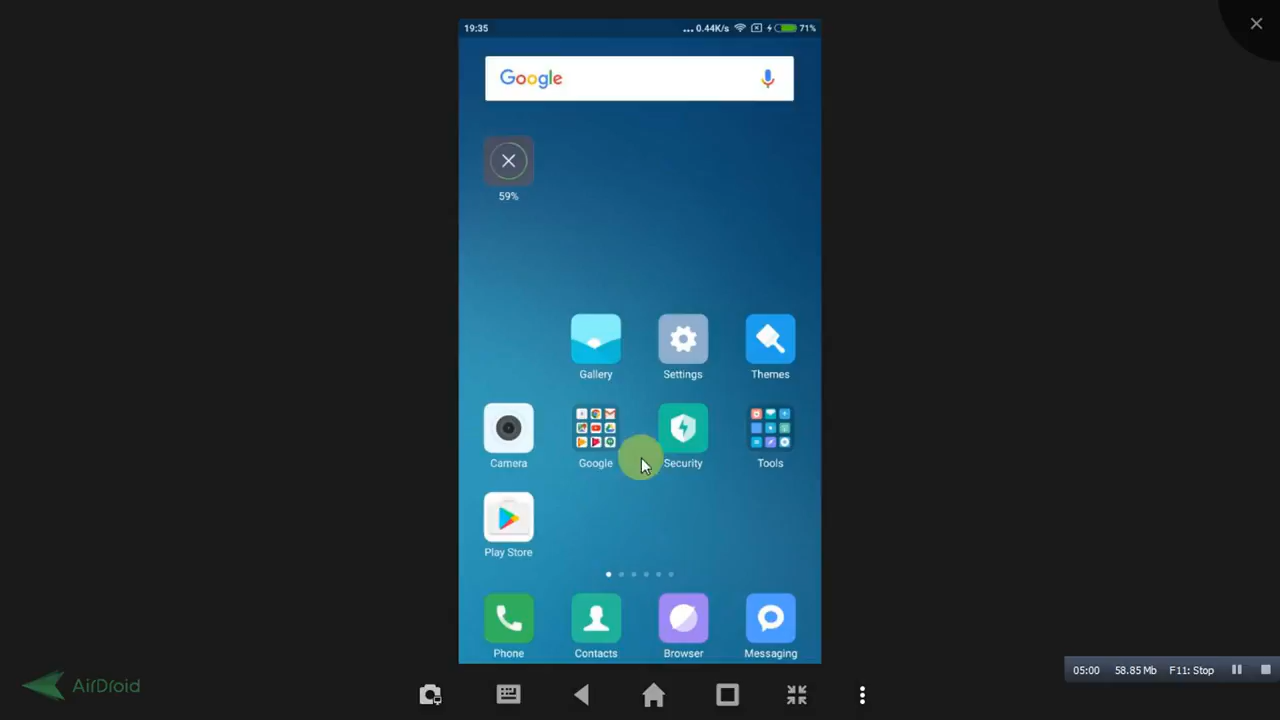 19:35
... 0.44K/s 71%
Google
59%
Gallery Settings Themes
Camera Google Security Tools
Play Store
Phone Contacts Browser Messaging
AirDroid
05:00 58.85 Mb F11: Stop